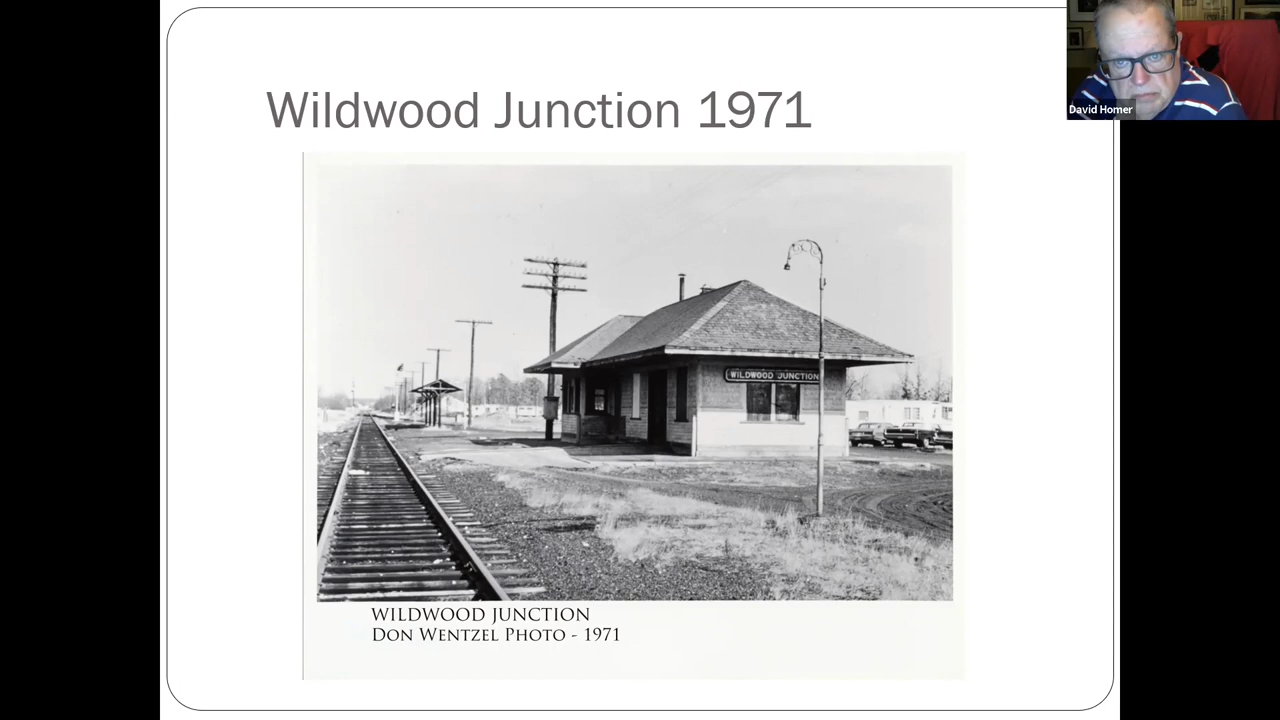 Wildwood Junction 1971
David Homer
WILDWOOD JUNCTION
WILDWOOD JUNCTION
DON WENTZEL PHOTO - 1971